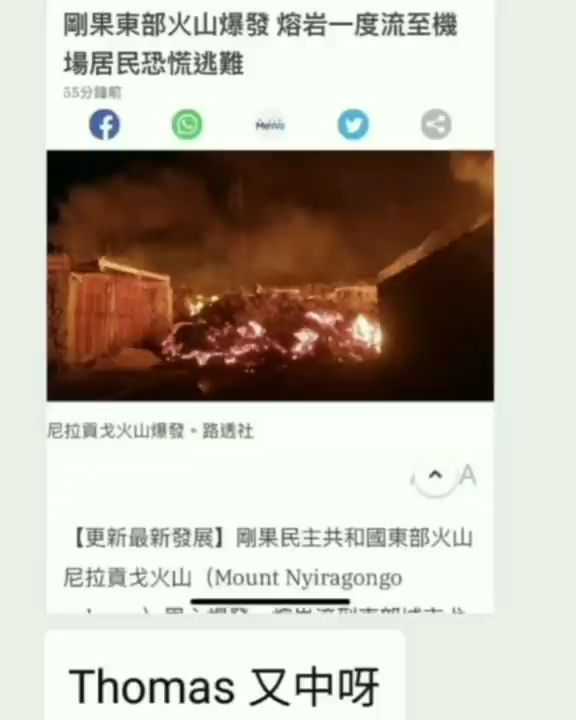 剛果東部火山爆發 熔岩一度流至機
場居民恐慌逃難
55分鐘前
MeWe
尼拉貢戈火山爆發。路透社
A
【更新最新發展】剛果民主共和國東部火山
尼拉貢戈火山（Mount Nyiragongo
Thomas 又中呀